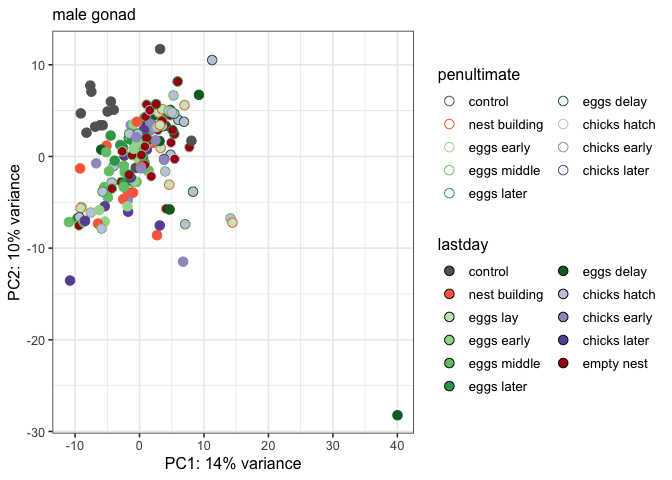 male gonad
PC2: 10% variance
10
0
-10
-20
-30
-10
0
10
20
30
40
PC1: 14% variance
penultimate
control
eggs delay
nest building
chicks hatch
eggs early
chicks early
eggs middle
chicks later
eggs later
lastday
control
eggs delay
nest building
chicks hatch
eggs lay
chicks early
eggs early
chicks later
eggs middle
empty nest
eggs later